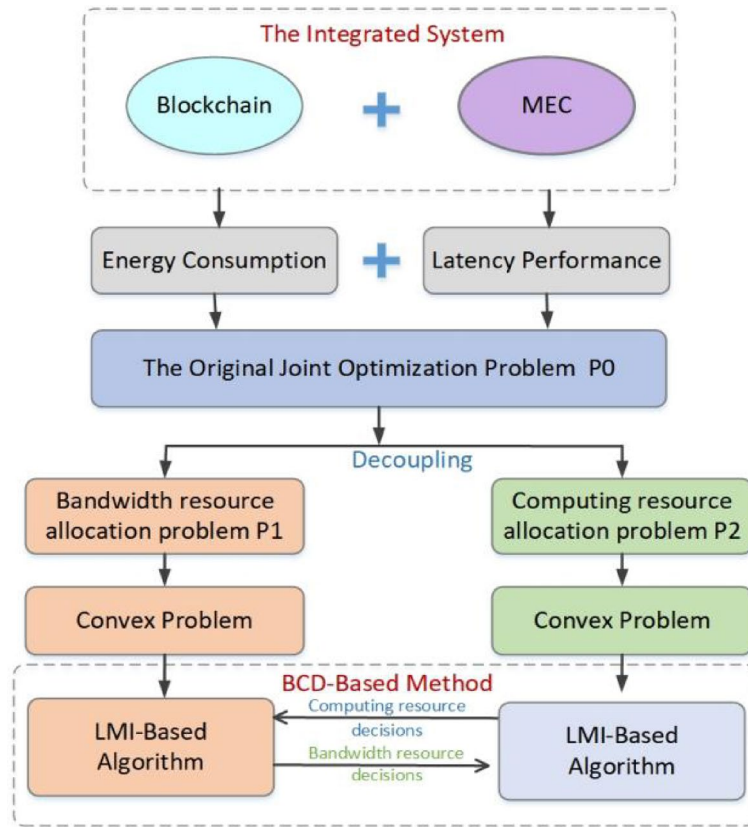 The Integrated System
Blockchain
+
MEC
Energy Consumption
+
Latency Performance
The Original Joint Optimization Problem P0
Decoupling
Bandwidth resource
allocation problem P1
Computing resource
allocation problem P2
Convex Problem
Convex Problem
BCD-Based Method
LMI-Based
Algorithm
Computing resource
decisions
Bandwidth resource
decisions
LMI-Based
Algorithm